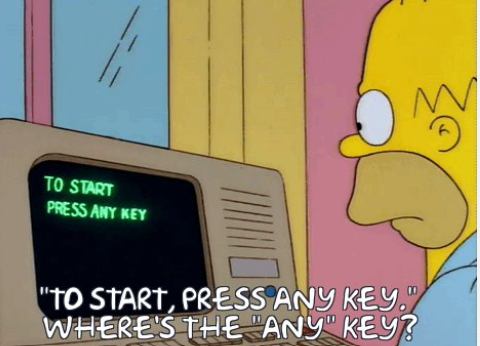 TO START
PRESS ANY KEY
"TO START, PRESS ANY KEY."
WHERE'S THE "ANY" KEY?